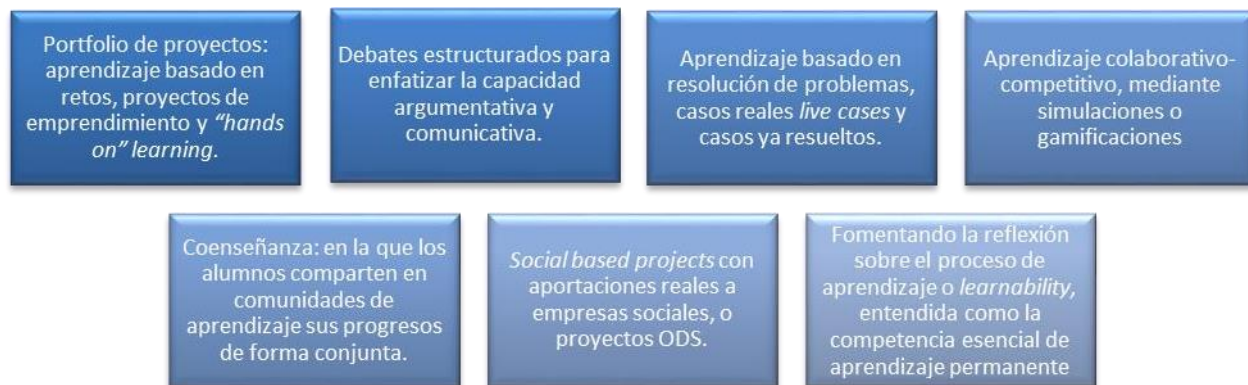 Portfolio de proyectos:
aprendizaje basado en
retos, proyectos de
emprendimiento y “hands
on” learning.
Debates estructurados para
enfatizar la capacidad
argumentativa y
comunicativa.
Aprendizaje basado en
resolución de problemas,
casos reales live cases y
casos ya resueltos.
Aprendizaje colaborativo-
competitivo, mediante
simulaciones o
gamificaciones
Coenseñanza: en la que los
alumnos comparten en
comunidades de
aprendizaje sus progresos
de forma conjunta.
Social based projects con
aportaciones reales a
empresas sociales, o
proyectos ODS.
Fomentando la reflexión
sobre el proceso de
aprendizaje o learnability,
entendida como la
competencia esencial de
aprendizaje permanente